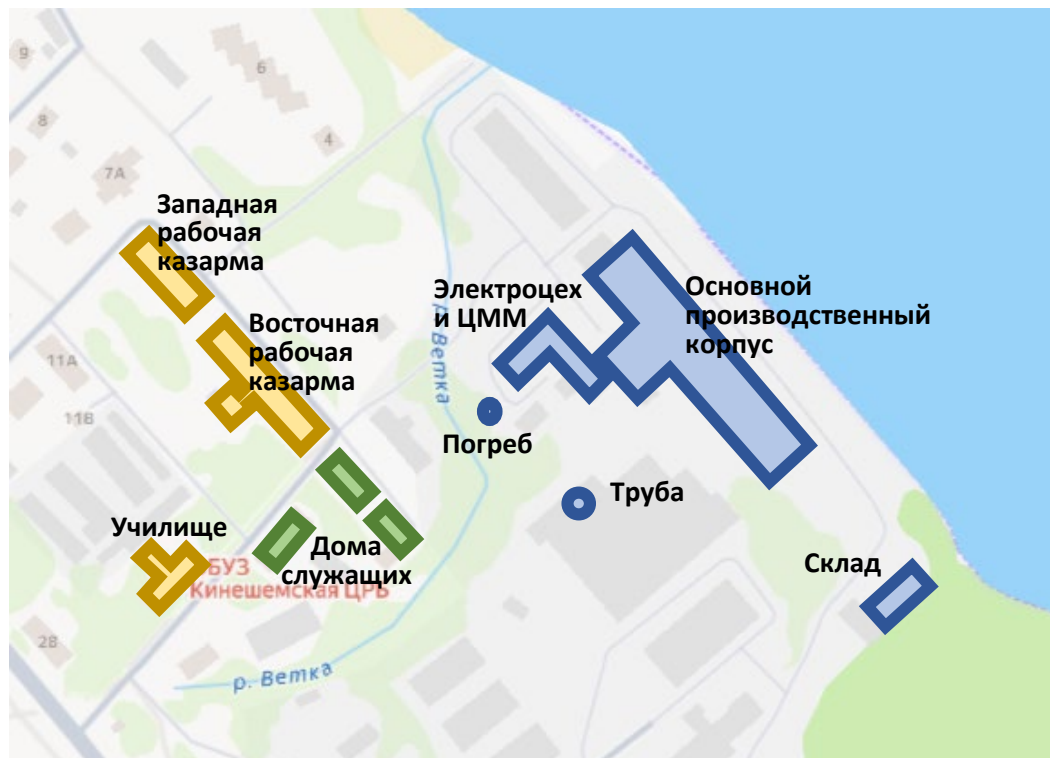 9
6
8
4
7А
Западная
рабочая
казарма
Электроцех
и ЦММ
Основной
производственный
корпус
Восточная
рабочая
казарма
р. Ветка
11А
11В
Погреб
Труба
Училище
Дома
служащих
Склад
БУЗ
Кинешемская ЦРБ
28
р. Ветка